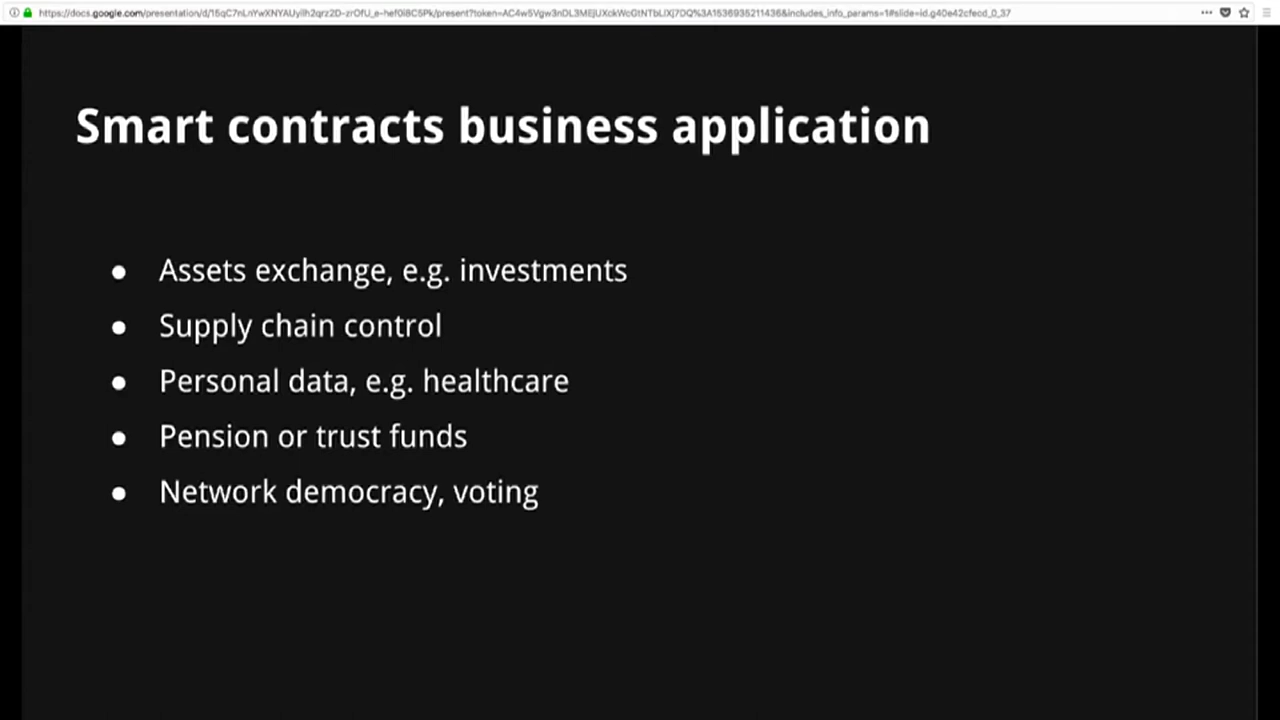 Smart contracts business application
● Assets exchange, e.g. investments
● Supply chain control
● Personal data, e.g. healthcare
● Pension or trust funds
● Network democracy, voting